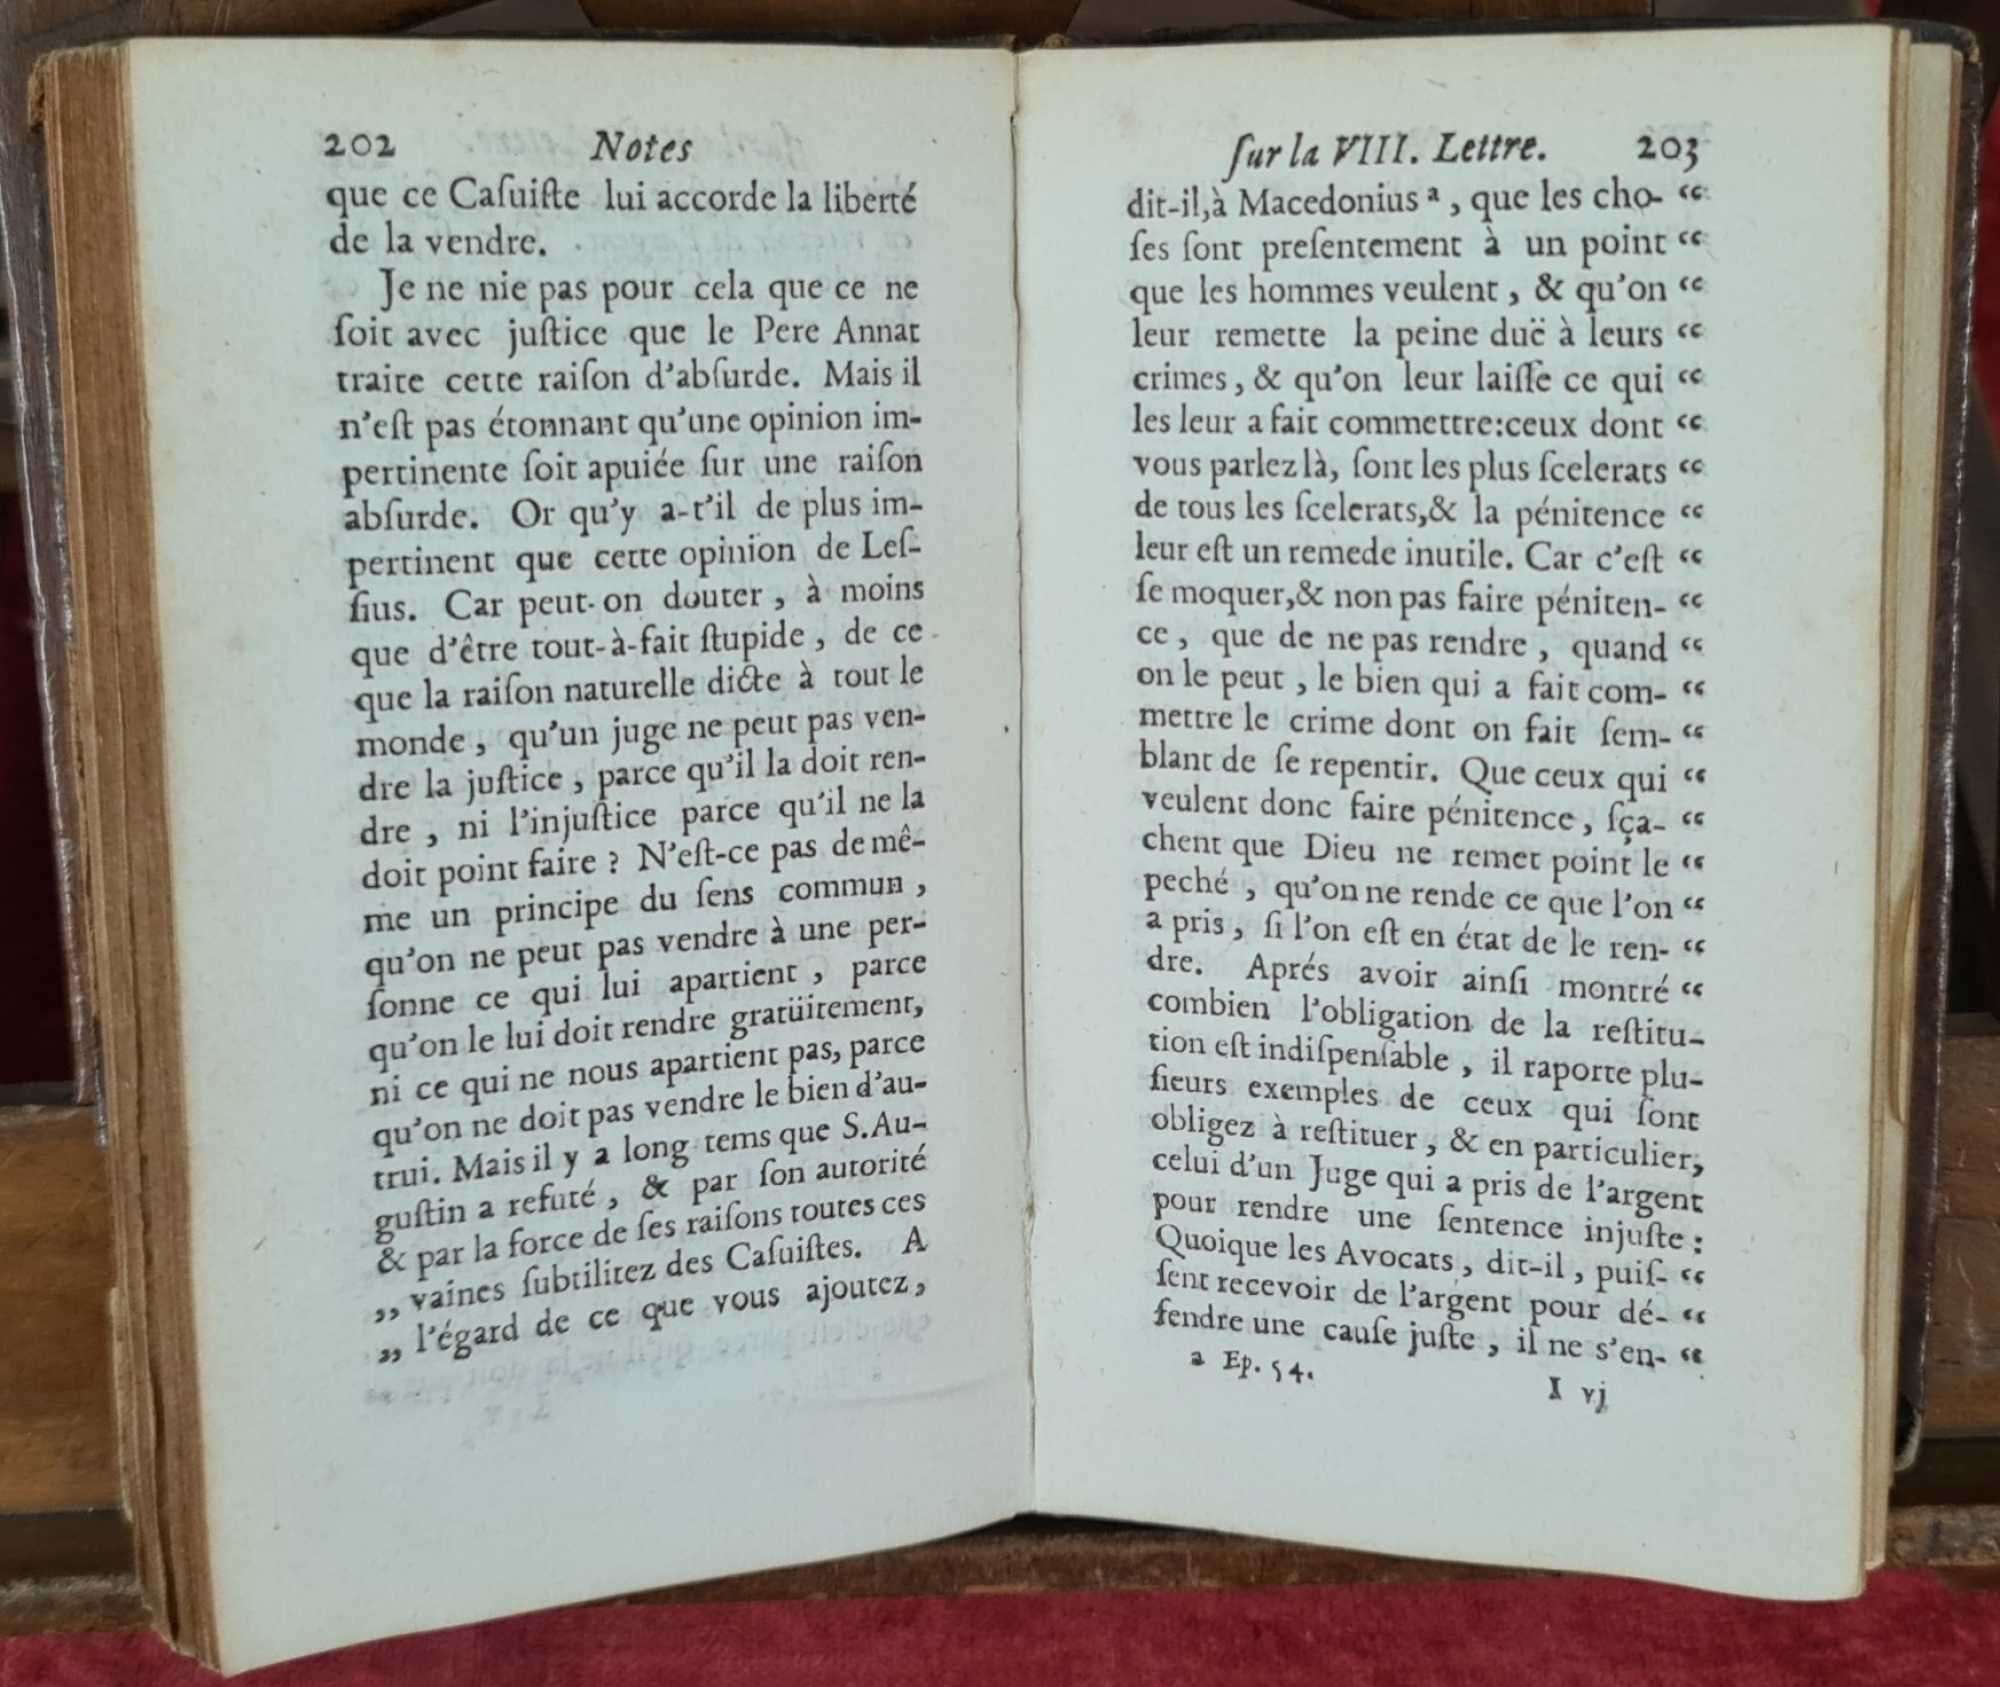 202 Notes
que ce Caſuiſte lui accorde la liberté
de la vendre.
Je ne nie pas pour cela que ce ne
ſoit avec juſtice que le Pere Annat
traite cette raiſon d'abſurde. Mais il
n'eſt pas étonnant qu'une opinion im-
pertinente ſoit apuiée ſur une raiſon
abſurde. Or qu'y a-t'il de plus im-
pertinent que cette opinion de Leſ-
ſius. Car peut-on douter, à moins
que d'être tout-à-fait ſtupide, de ce
que la raiſon naturelle dicte à tout le
monde, qu'un juge ne peut pas ven-
dre la juſtice, parce qu'il la doit ren-
dre, ni l'injuſtice parce qu'il ne la
doit point faire? N'eſt-ce pas de mê-
me un principe du ſens commun,
qu'on ne peut pas vendre à une per-
ſonne ce qui lui apartient, parce
qu'on le lui doit rendre gratüitement,
ni ce qui ne nous apartient pas, parce
qu'on ne doit pas vendre le bien d'au-
trui. Mais il y a long-tems que S. Au-
guſtin a refuté, & par ſon autorité
& par la force de ſes raiſons toutes ces
„ vaines ſubtilitez des Caſuiſtes. A
„ l'égard de ce que vous ajoutez,
ſur la VIII. Lettre. 203
dit-il, à Macedonius a, que les cho- “
ſes ſont preſentement à un point “
que les hommes veulent, & qu'on “
leur remette la peine duë à leurs “
crimes, & qu'on leur laiſſe ce qui “
les leur a fait commettre: ceux dont “
vous parlez là, ſont les plus ſcelerats “
de tous les ſcelerats, & la pénitence “
leur eſt un remede inutile. Car c'eſt “
ſe moquer, & non pas faire péniten- “
ce, que de ne pas rendre, quand “
on le peut, le bien qui a fait com- “
mettre le crime dont on fait ſem- “
blant de ſe repentir. Que ceux qui “
veulent donc faire pénitence, ſça- “
chent que Dieu ne remet point le “
peché, qu'on ne rende ce que l'on “
a pris, ſi l'on eſt en état de le ren- “
dre. Aprés avoir ainſi montré “
combien l'obligation de la reſtitu-
tion eſt indiſpenſable, il raporte plu-
ſieurs exemples de ceux qui ſont
obligez à reſtituer, & en particulier,
celui d'un Juge qui a pris de l'argent
pour rendre une ſentence injuſte:
Quoique les Avocats, dit-il, puiſ- “
ſent recevoir de l'argent pour dé- “
fendre une cauſe juſte, il ne s'en- “
a Ep. 54.
I vj